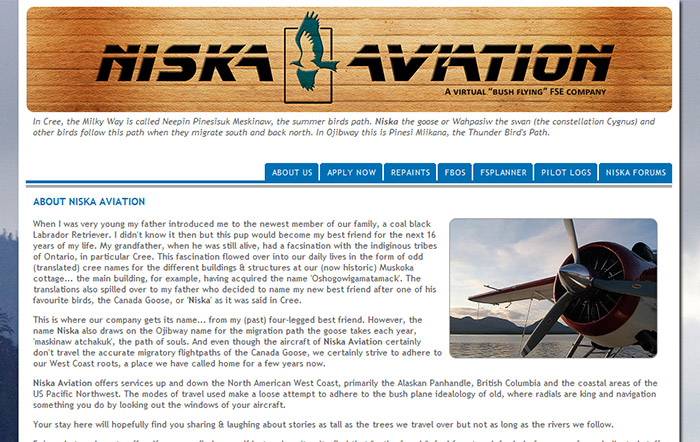 NISKA AVIATION
A VIRTUAL "BUSH FLYING" FSE COMPANY
In Cree, the Milky Way is called Neepin Pinesisuk Meskinaw, the summer birds path. Niska the goose or Wahpasiw the swan (the constellation Cygnus) and
other birds follow this path when they migrate south and back north. In Ojibway this is Pinesi Miikana, the Thunder Bird's Path.
ABOUT US APPLY NOW REPAINTS FBOS FSPLANNER PILOT LOGS NISKA FORUMS
ABOUT NISKA AVIATION
When I was very young my father introduced me to the newest member of our family, a coal black
Labrador Retriever. I didn't know it then but this pup would become my best friend for the next 16
years of my life. My grandfather, when he was still alive, had a facsination with the indiginous tribes
of Ontario, in particular Cree. This fascination flowed over into our daily lives in the form of odd
(translated) cree names for the different buildings & structures at our (now historic) Muskoka
cottage... the main building, for example, having acquired the name 'Oshogowigamatamack'. The
translations also spilled over to my father who decided to name my new best friend after one of his
favourite birds, the Canada Goose, or 'Niska' as it was said in Cree.
This is where our company gets its name... from my (past) four-legged best friend. However, the
name Niska also draws on the Ojibway name for the migration path the goose takes each year,
'maskinaw atchakuk', the path of souls. And even though the aircraft of Niska Aviation certainly
don't travel the accurate migratory flightpaths of the Canada Goose, we certainly strive to adhere to
our West Coast roots, a place we have called home for a few years now.
Niska Aviation offers services up and down the North American West Coast, primarily the Alaskan Panhandle, British Columbia and the coastal areas of the
US Pacific Northwest. The modes of travel used make a loose attempt to adhere to the bush plane idealology of old, where radials are king and navigation
something you do by looking out the windows of your aircraft.
Your stay here will hopefully find you sharing & laughing about stories as tall as the trees we travel over but not as long as the rivers we follow.